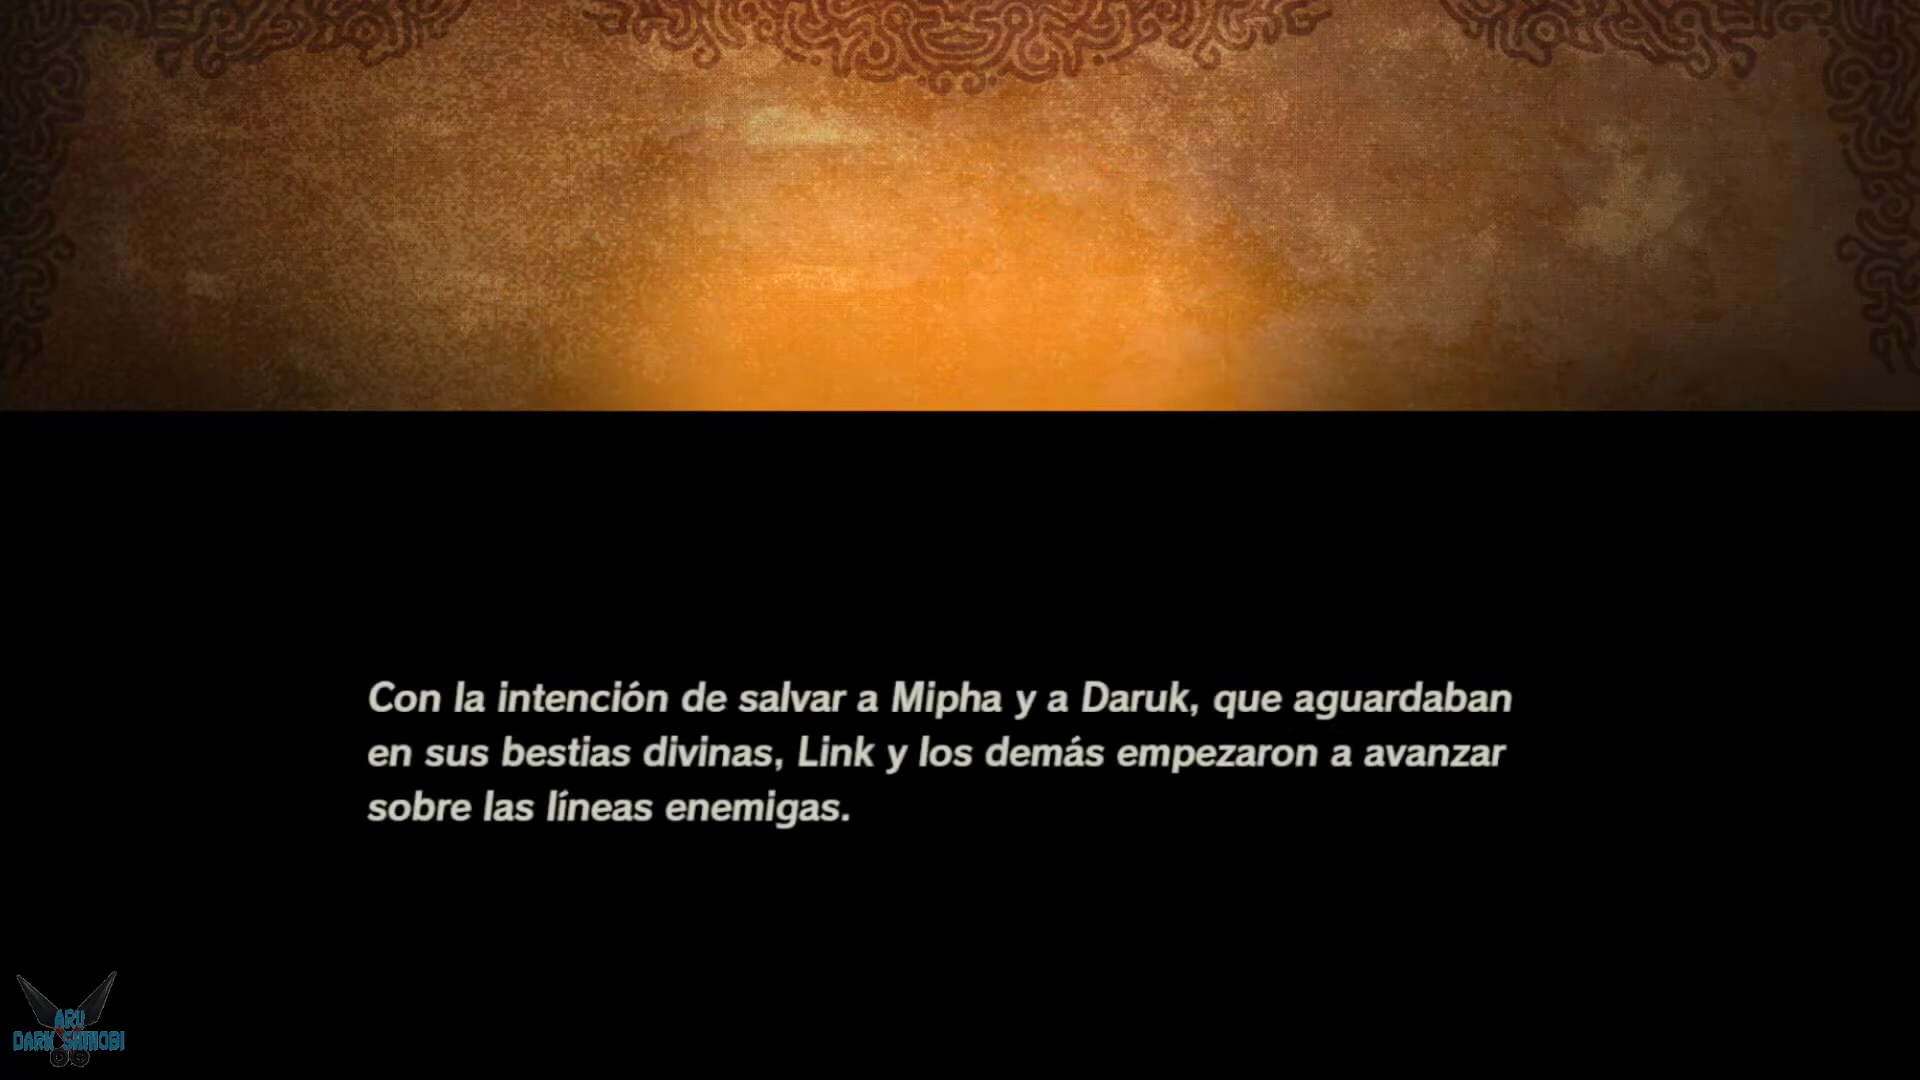 Con la intención de salvar a Mipha y a Daruk, que aguardaban
en sus bestias divinas, Link y los demás empezaron a avanzar
sobre las líneas enemigas.
ARU
DARK SHINOBI